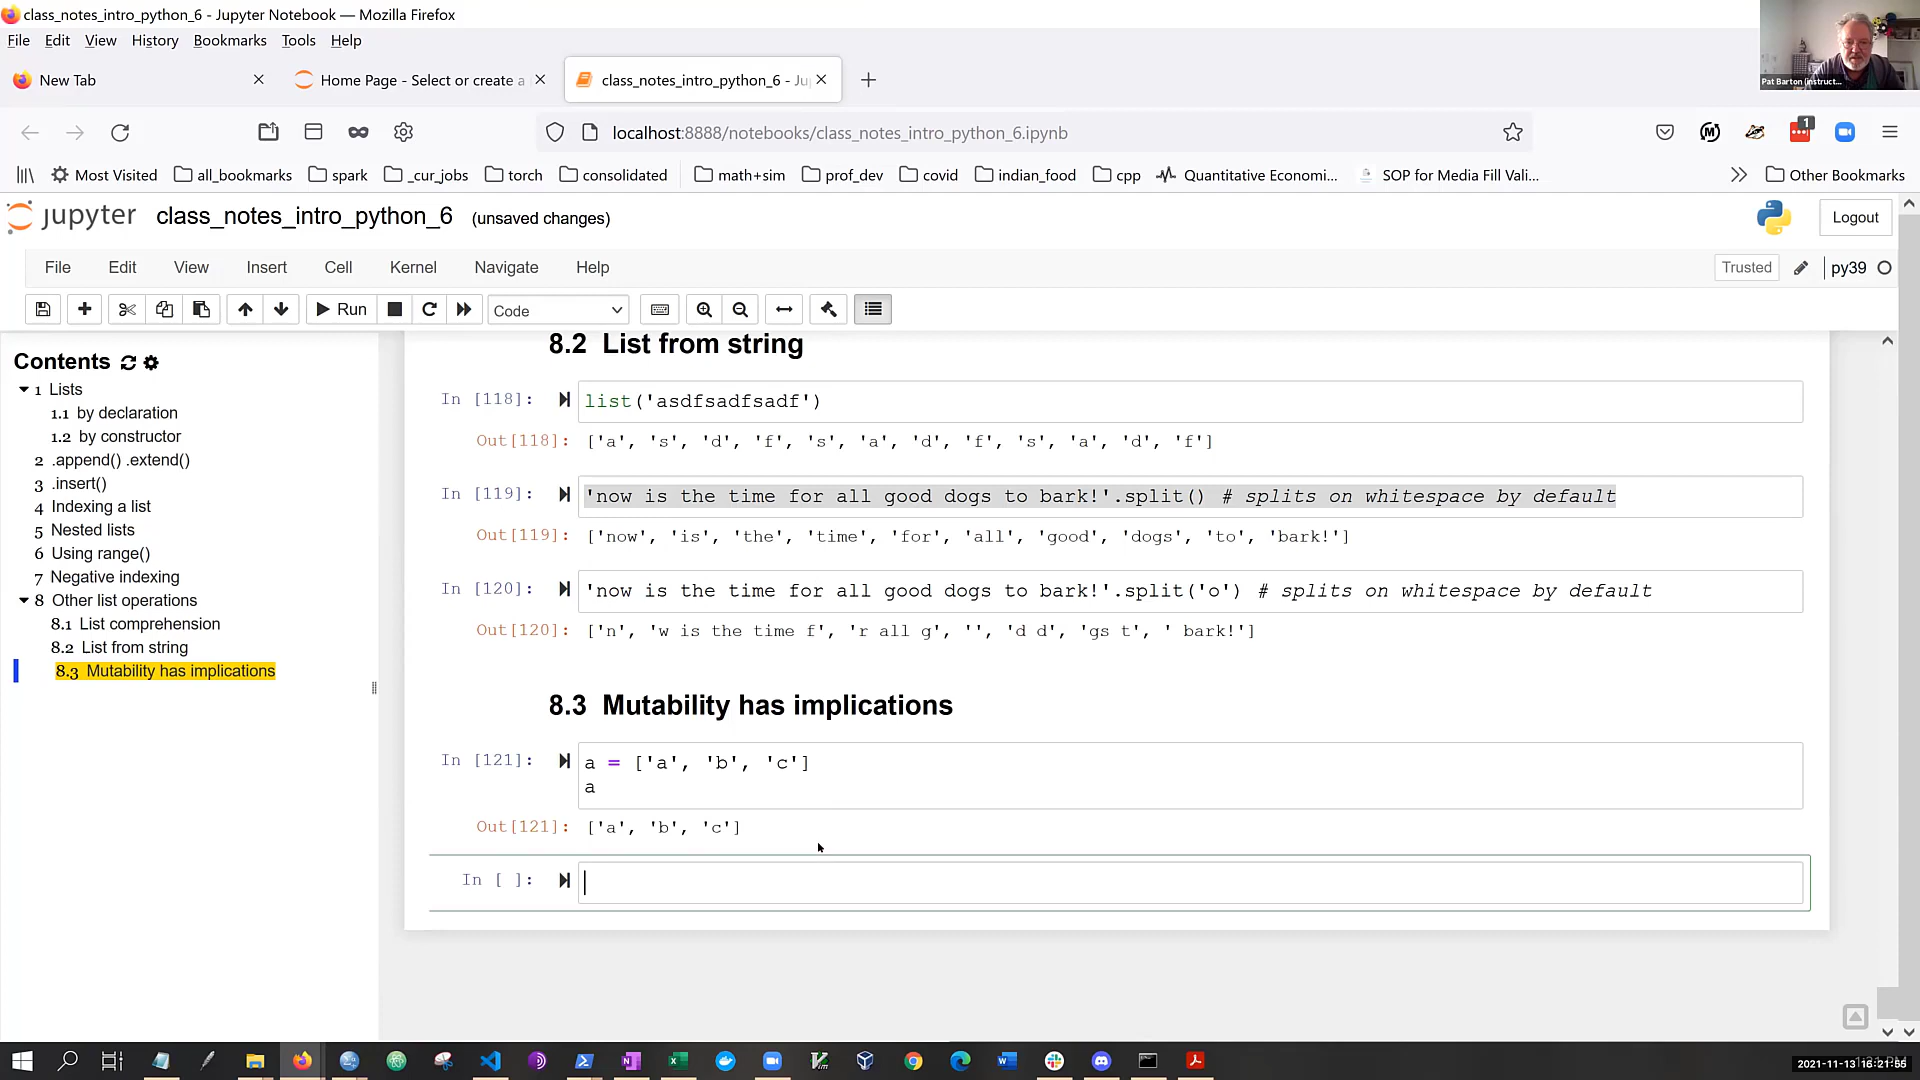 class_notes_intro_python_6 - Jupyter Notebook — Mozilla Firefox
File Edit View History Bookmarks Tools Help
New Tab
Home Page - Select or create a
class_notes_intro_python_6 - Ju
Pat Barton (instruct...
localhost:8888/notebooks/class_notes_intro_python_6.ipynb
1
Most Visited all_bookmarks spark _cur_jobs torch consolidated math+sim prof_dev covid indian_food cpp Quantitative Economi... SOP for Media Fill Vali... Other Bookmarks
jupyter class_notes_intro_python_6 (unsaved changes)
Logout
File Edit View Insert Cell Kernel Navigate Help
Trusted py39
Run Code
Contents
1 Lists
1.1 by declaration
1.2 by constructor
2 .append() .extend()
3 .insert()
4 Indexing a list
5 Nested lists
6 Using range()
7 Negative indexing
8 Other list operations
8.1 List comprehension
8.2 List from string
8.3 Mutability has implications
8.2 List from string
In [118]: list('asdfsadfsadf')
Out[118]: ['a', 's', 'd', 'f', 's', 'a', 'd', 'f', 's', 'a', 'd', 'f']
In [119]: 'now is the time for all good dogs to bark!'.split() # splits on whitespace by default
Out[119]: ['now', 'is', 'the', 'time', 'for', 'all', 'good', 'dogs', 'to', 'bark!']
In [120]: 'now is the time for all good dogs to bark!'.split('o') # splits on whitespace by default
Out[120]: ['n', 'w is the time f', 'r all g', '', 'd d', 'gs t', ' bark!']
8.3 Mutability has implications
In [121]: a = ['a', 'b', 'c']
a
Out[121]: ['a', 'b', 'c']
In [ ]:
2021-11-13 16:21:55